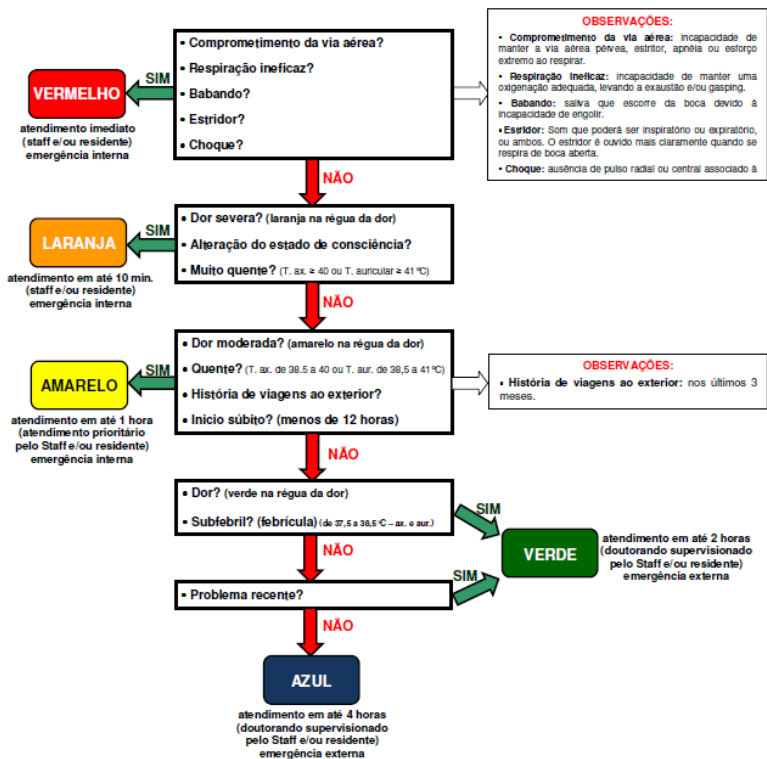 • Comprometimento da via aérea?
• Respiração ineficaz?
• Babando?
• Estridor?
• Choque?
SIM
VERMELHO
atendimento imediato
(staff e/ou residente)
emergência interna
OBSERVAÇÕES:
• Comprometimento da via aérea: incapacidade de
manter a via aérea pérvea, estritor, apnéia ou esforço
extremo ao respirar.
• Respiração Ineficaz: incapacidade de manter uma
oxigenação adequada, levando a exaustão e/ou gasping.
• Babando: saliva que escorre da boca devido à
incapacidade de engolir.
• Estridor: Som que poderá ser inspiratório ou expiratório,
ou ambos. O estridor é ouvido mais claramente quando se
respira de boca aberta.
• Choque: ausência de pulso radial ou central associado à
NÃO
• Dor severa? (laranja na régua da dor)
• Alteração do estado de consciência?
• Muito quente? (T. ax. ≥ 40 ou T. auricular ≥ 41 ºC)
SIM
LARANJA
atendimento em até 10 min.
(staff e/ou residente)
emergência interna
NÃO
• Dor moderada? (amarelo na régua da dor)
• Quente? (T. ax. de 38.5 a 40 ou T. aur. de 38,5 a 41ºC)
• História de viagens ao exterior?
• Inicio súbito? (menos de 12 horas)
SIM
AMARELO
atendimento em até 1 hora
(atendimento prioritário
pelo Staff e/ou residente)
emergência interna
OBSERVAÇÕES:
• História de viagens ao exterior: nos últimos 3
meses.
NÃO
• Dor? (verde na régua da dor)
• Subfebril? (febrícula) (de 37,5 a 38,5ºC – ax. e aur.)
SIM
VERDE
atendimento em até 2 horas
(doutorando supervisionado
pelo Staff e/ou residente)
emergência externa
NÃO
• Problema recente?
SIM
NÃO
AZUL
atendimento em até 4 horas
(doutorando supervisionado
pelo Staff e/ou residente)
emergência externa